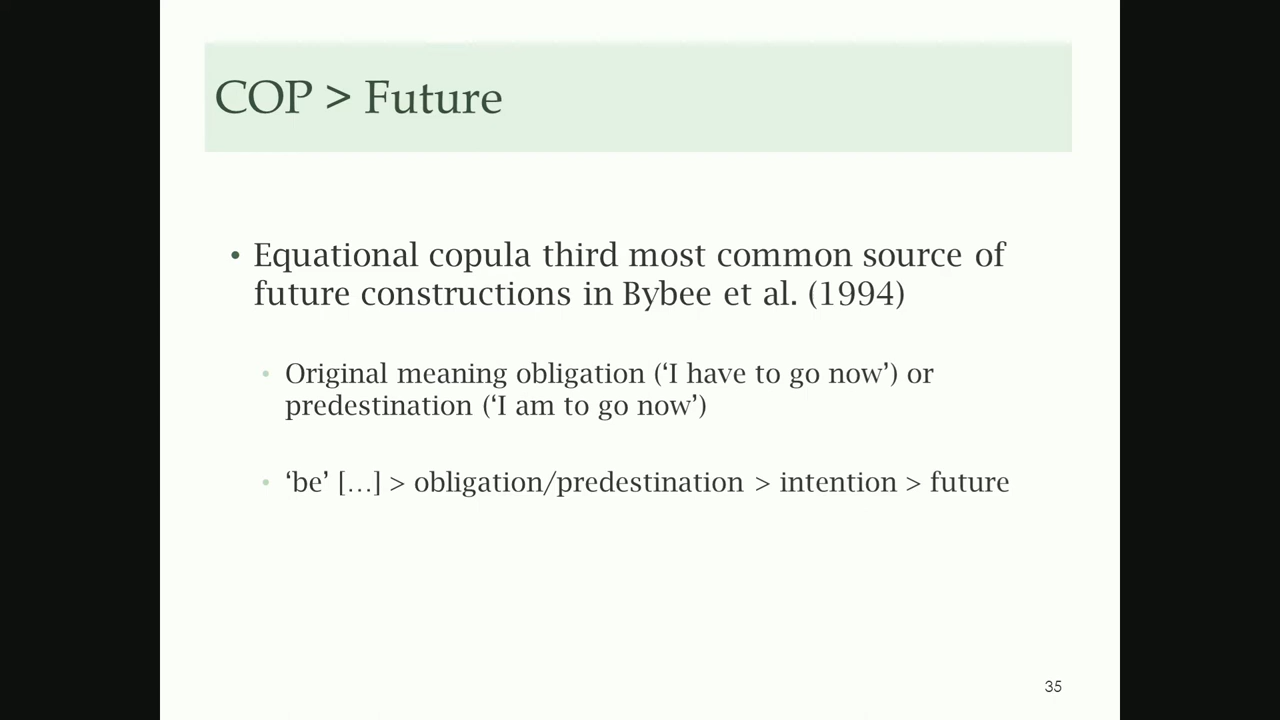 COP > Future
• Equational copula third most common source of
future constructions in Bybee et al. (1994)
• Original meaning obligation (‘I have to go now’) or
predestination (‘I am to go now’)
• ‘be’ […] > obligation/predestination > intention > future
35